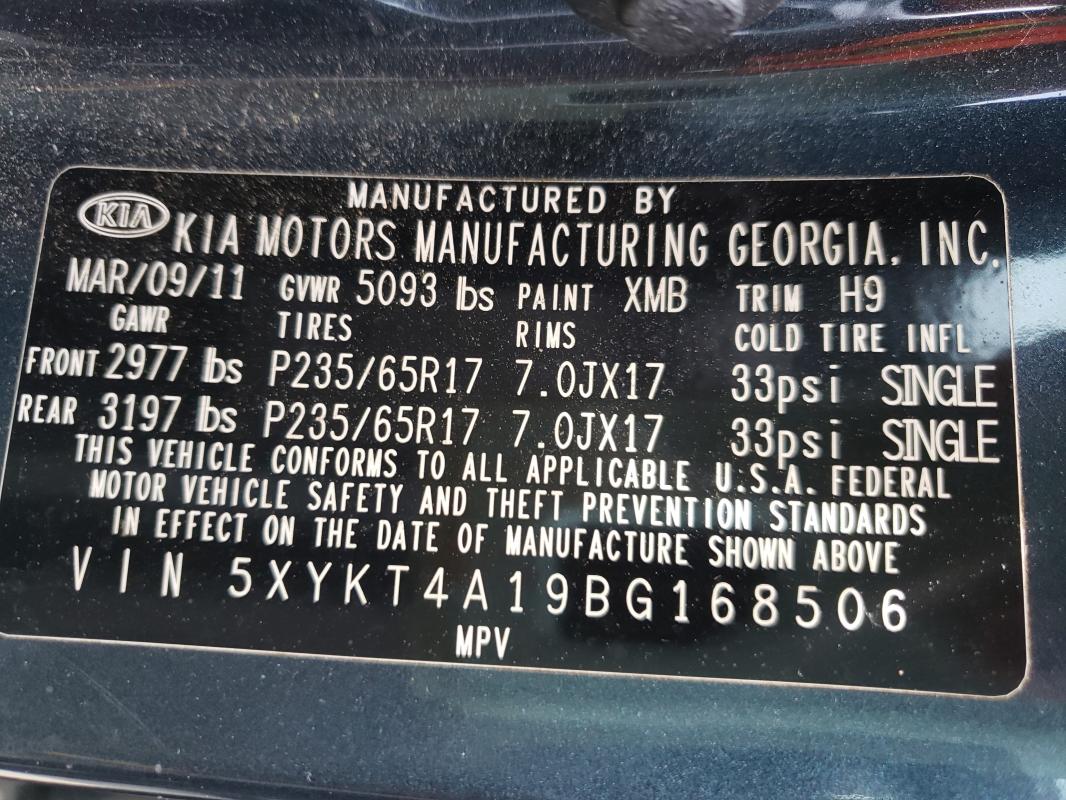 MANUFACTURED BY
KIA KIA MOTORS MANUFACTURING GEORGIA, INC.
MAR/09/11 GVWR 5093 lbs PAINT XMB TRIM H9
GAWR TIRES RIMS COLD TIRE INFL
FRONT 2977 lbs P235/65R17 7.0JX17 33psi SINGLE
REAR 3197 lbs P235/65R17 7.0JX17 33psi SINGLE
THIS VEHICLE CONFORMS TO ALL APPLICABLE U.S.A. FEDERAL
MOTOR VEHICLE SAFETY AND THEFT PREVENTION STANDARDS
IN EFFECT ON THE DATE OF MANUFACTURE SHOWN ABOVE
VIN 5XYKT4A19BG168506
MPV